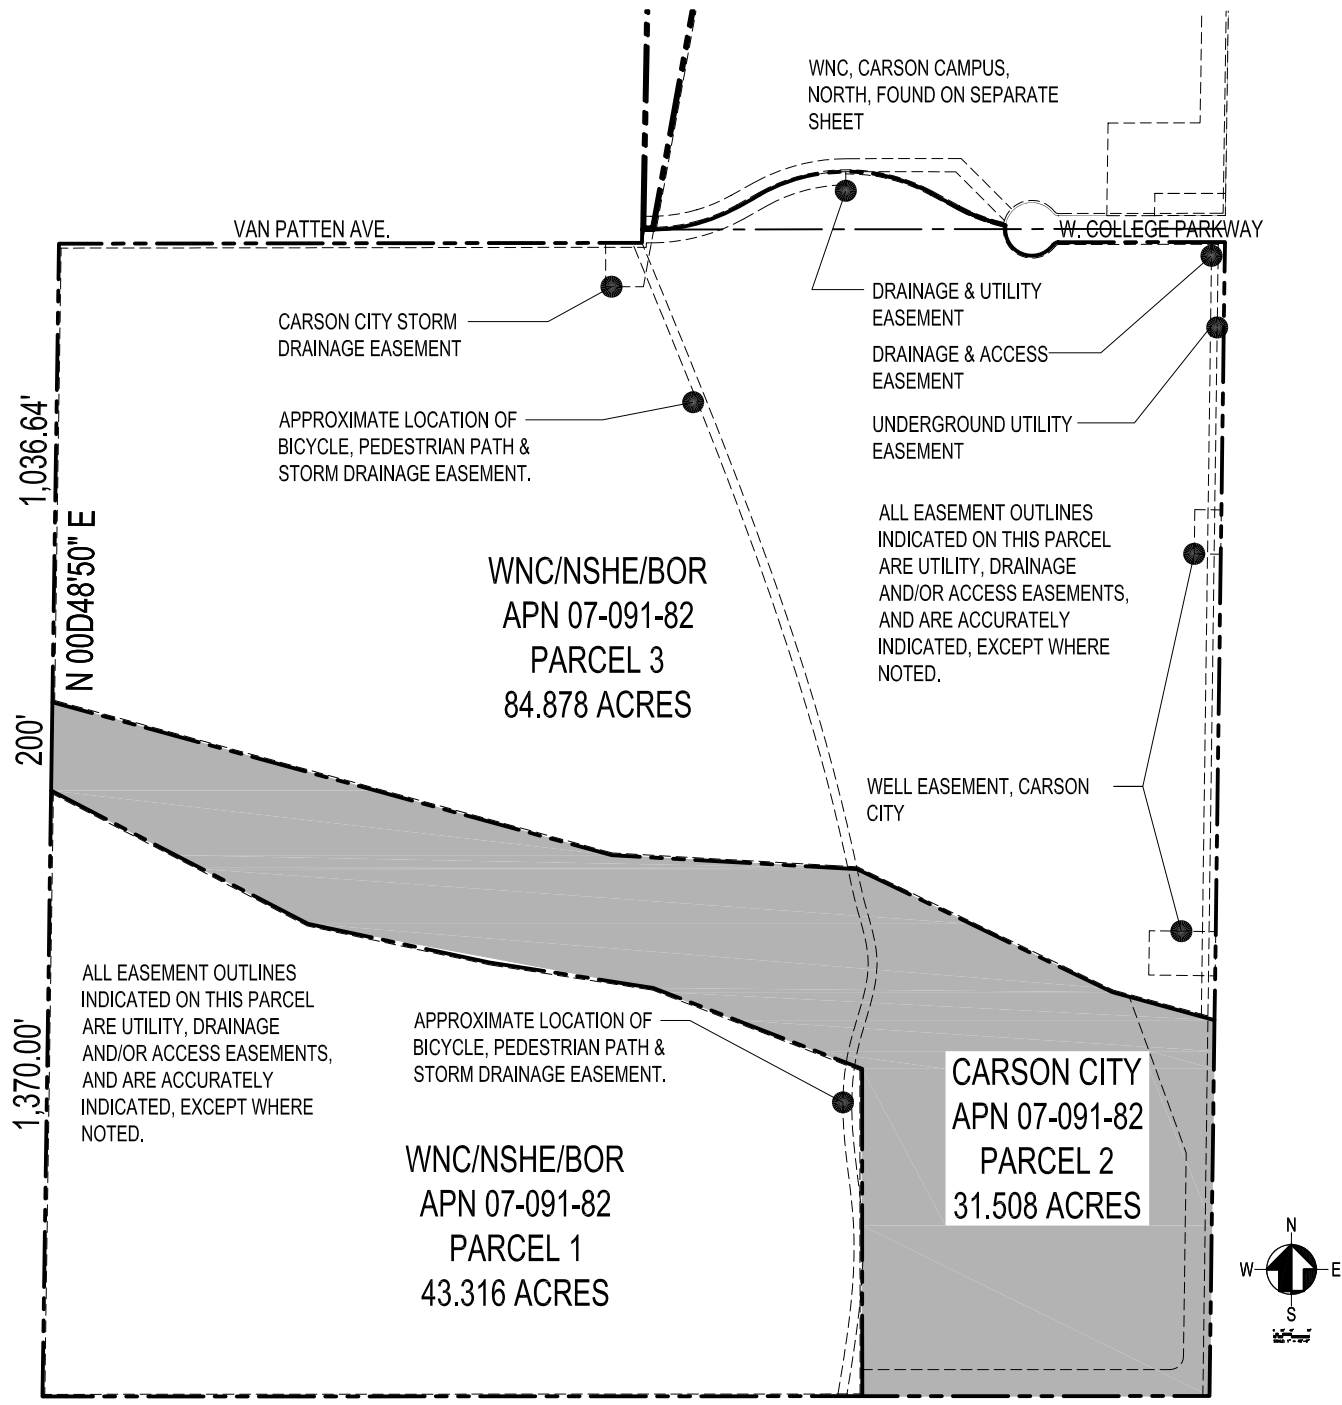 WNC, CARSON CAMPUS,
NORTH, FOUND ON SEPARATE
SHEET
VAN PATTEN AVE.
W. COLLEGE PARKWAY
CARSON CITY STORM
DRAINAGE EASEMENT
DRAINAGE & UTILITY
EASEMENT
DRAINAGE & ACCESS
EASEMENT
APPROXIMATE LOCATION OF
BICYCLE, PEDESTRIAN PATH &
STORM DRAINAGE EASEMENT.
UNDERGROUND UTILITY
EASEMENT
1,036.64'
N 00D48'50" E
ALL EASEMENT OUTLINES
INDICATED ON THIS PARCEL
ARE UTILITY, DRAINAGE
AND/OR ACCESS EASEMENTS,
AND ARE ACCURATELY
INDICATED, EXCEPT WHERE
NOTED.
WNC/NSHE/BOR
APN 07-091-82
PARCEL 3
84.878 ACRES
200'
WELL EASEMENT, CARSON
CITY
ALL EASEMENT OUTLINES
INDICATED ON THIS PARCEL
ARE UTILITY, DRAINAGE
AND/OR ACCESS EASEMENTS,
AND ARE ACCURATELY
INDICATED, EXCEPT WHERE
NOTED.
1,370.00'
APPROXIMATE LOCATION OF
BICYCLE, PEDESTRIAN PATH &
STORM DRAINAGE EASEMENT.
CARSON CITY
APN 07-091-82
PARCEL 2
31.508 ACRES
WNC/NSHE/BOR
APN 07-091-82
PARCEL 1
43.316 ACRES
N
W
E
S